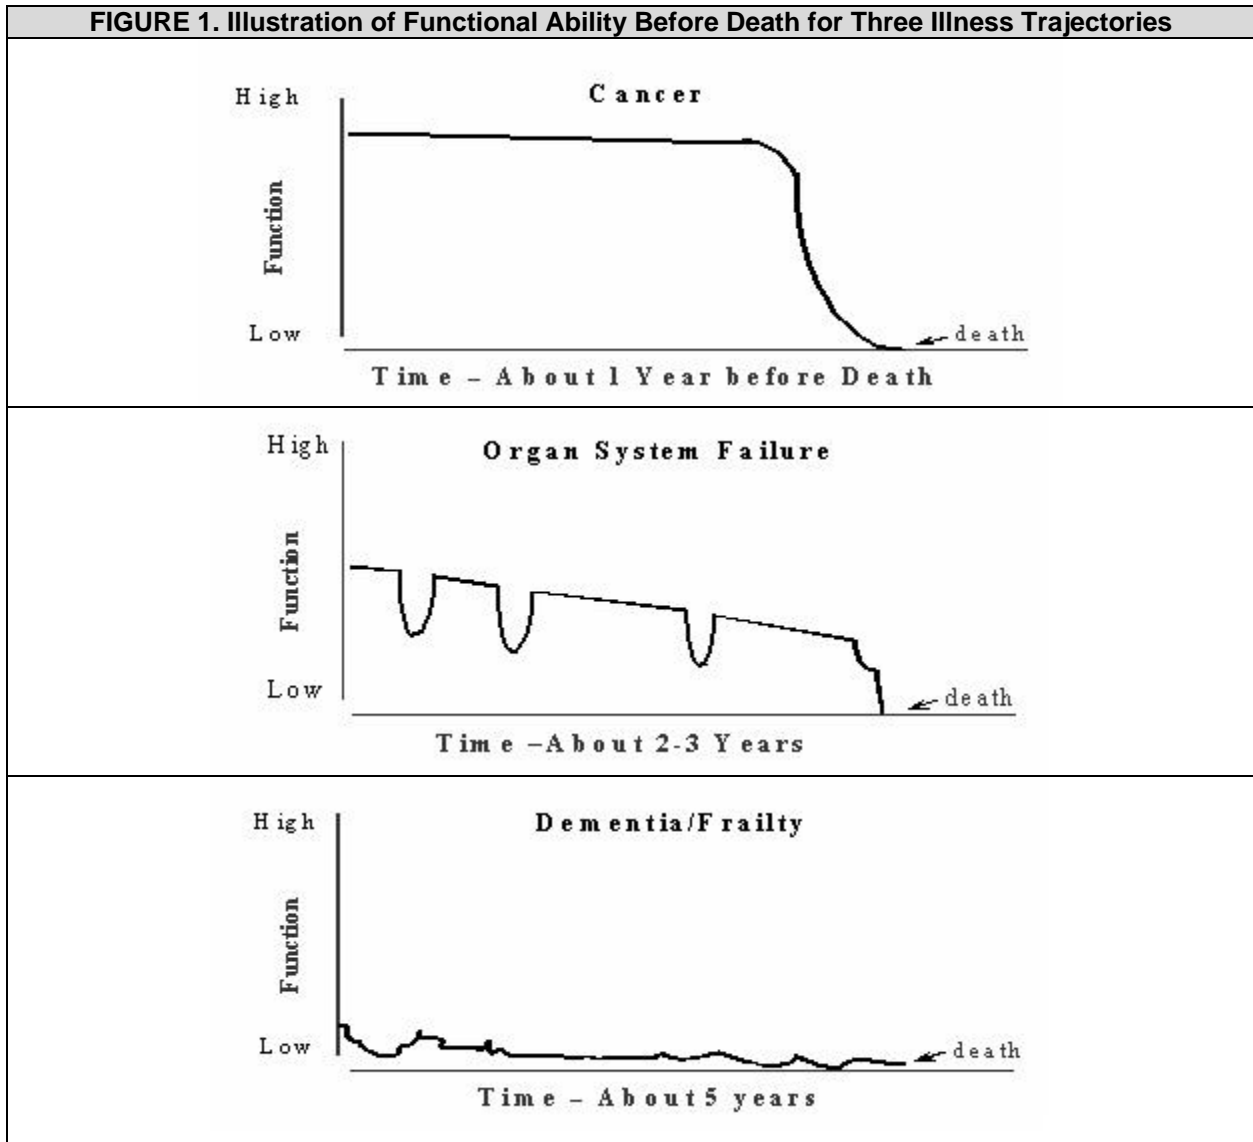 FIGURE 1. Illustration of Functional Ability Before Death for Three Illness Trajectories
High
Cancer
Function
Low
death
Time – About 1 Year before Death
High
Organ System Failure
Function
Low
death
Time –About 2-3 Years
High
Dementia/Frailty
Function
Low
death
Time – About 5 years